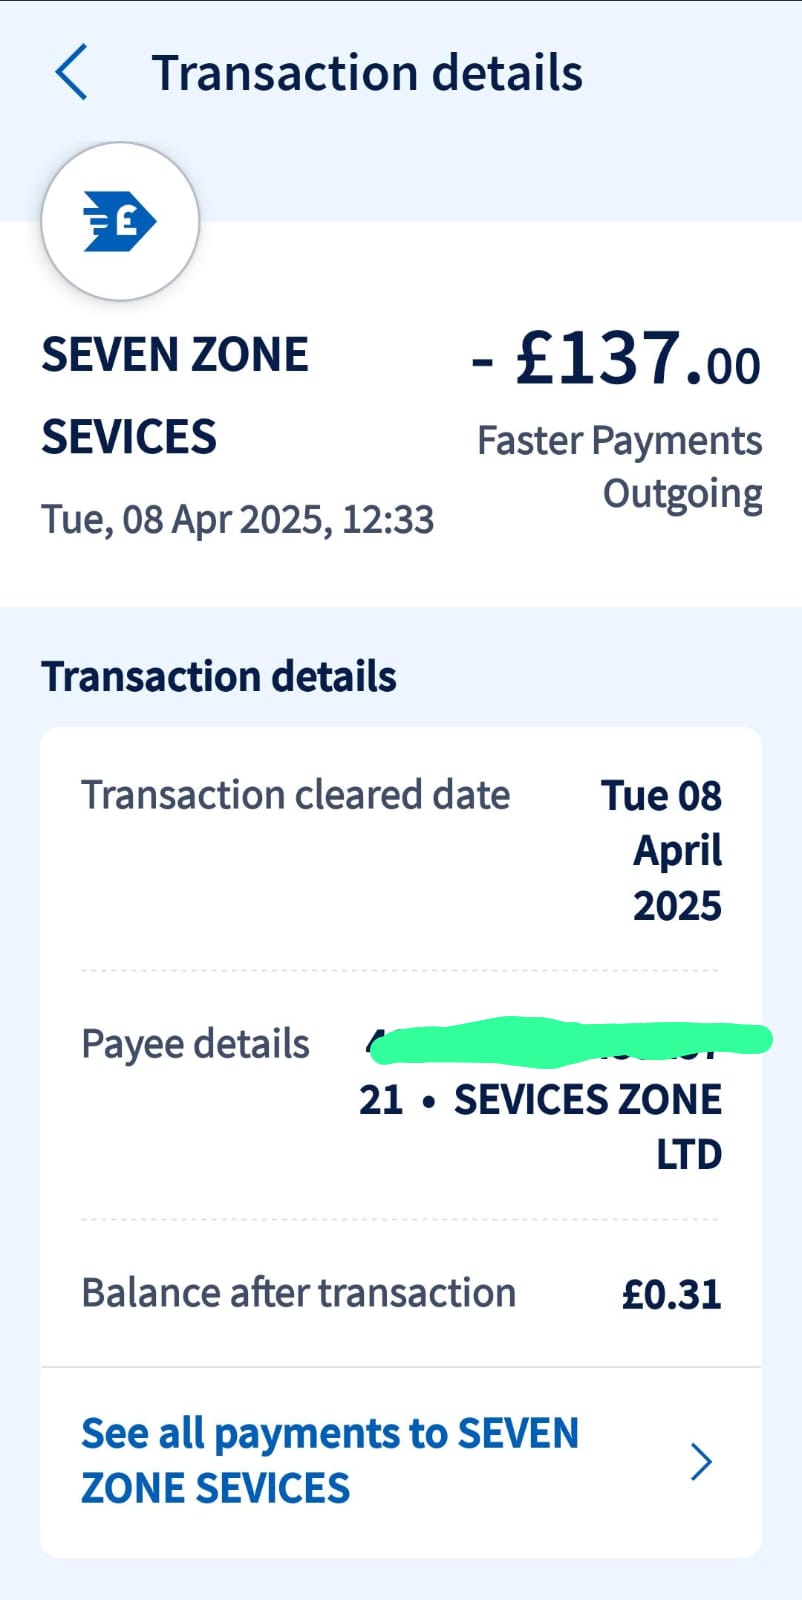 Transaction details
£
SEVEN ZONE
SEVICES
- £137.00
Faster Payments
Outgoing
Tue, 08 Apr 2025, 12:33
Transaction details
Transaction cleared date
Tue 08
April
2025
Payee details
21 • SEVICES ZONE
LTD
Balance after transaction
£0.31
See all payments to SEVEN
ZONE SEVICES